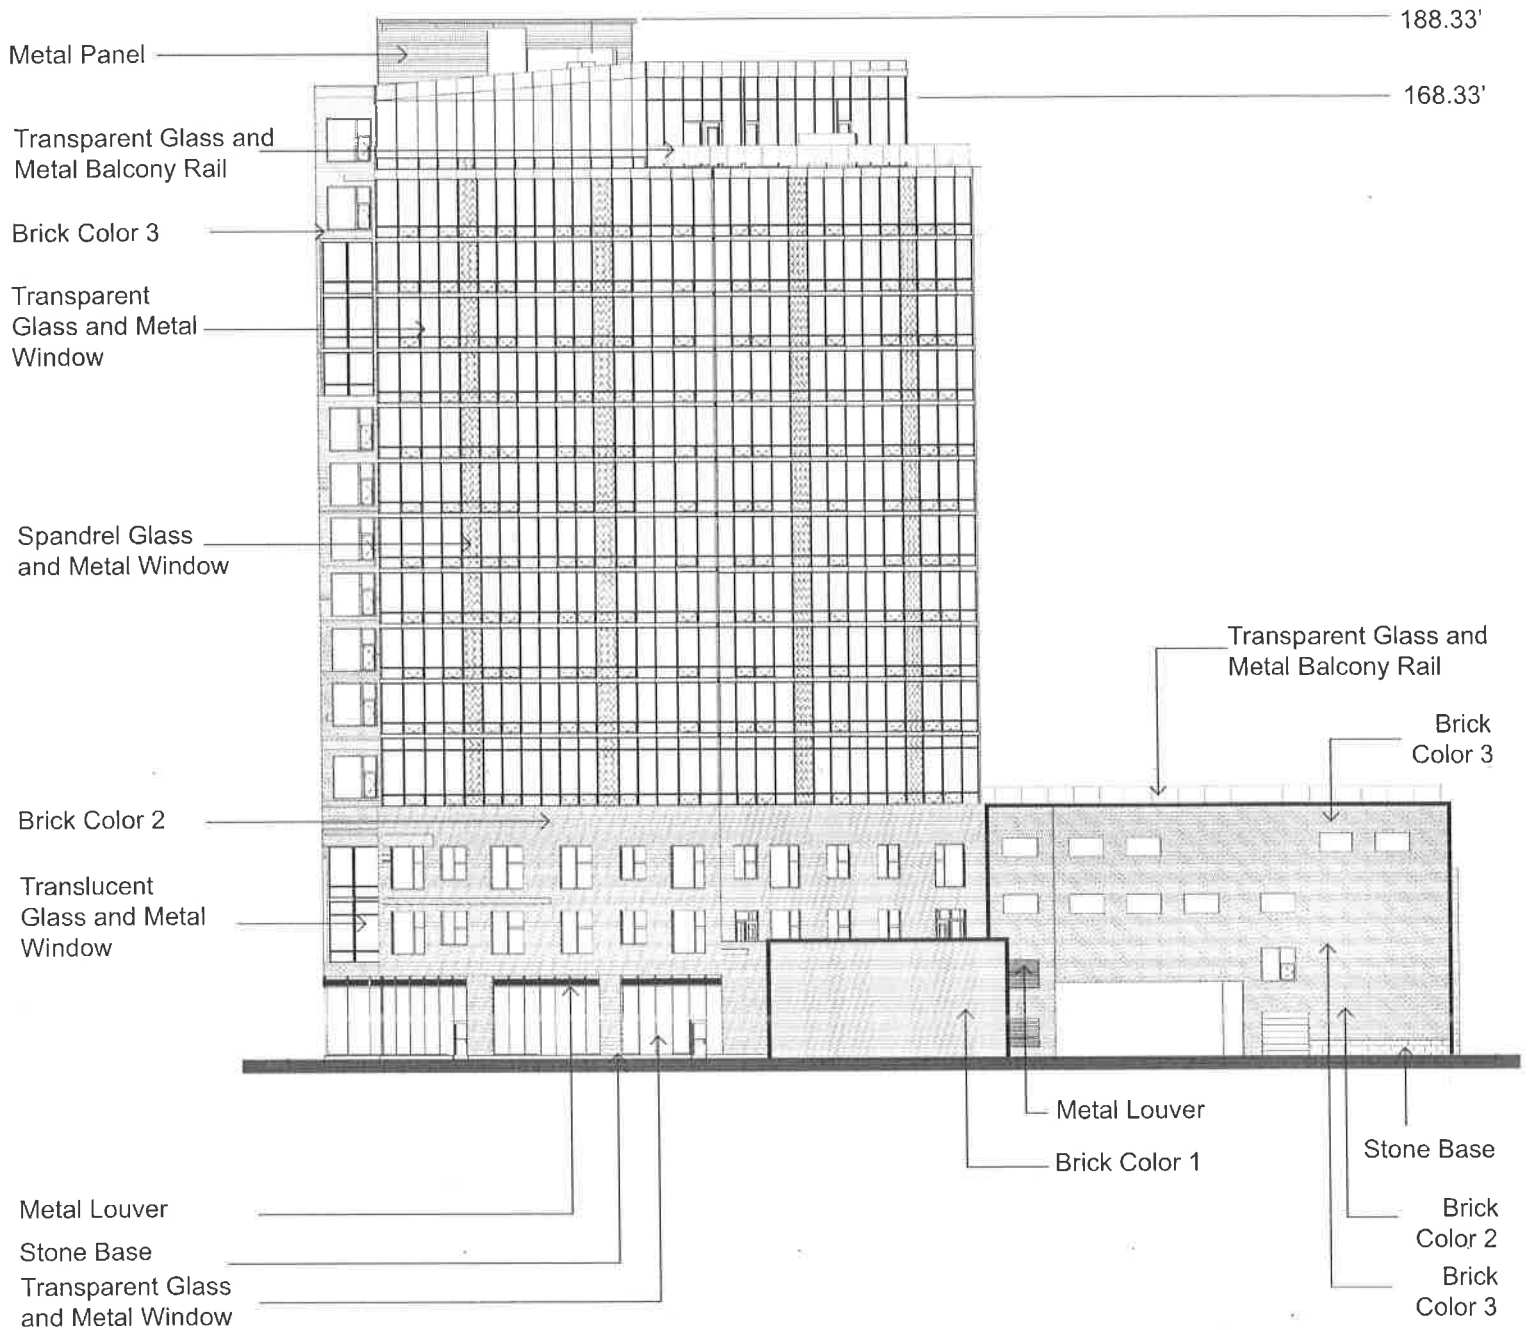 188.33'
Metal Panel
168.33'
Transparent Glass and
Metal Balcony Rail
Brick Color 3
Transparent
Glass and Metal
Window
Spandrel Glass
and Metal Window
Transparent Glass and
Metal Balcony Rail
Brick
Color 3
Brick Color 2
Translucent
Glass and Metal
Window
Metal Louver
Stone Base
Brick Color 1
Metal Louver
Brick
Color 2
Stone Base
Transparent Glass
and Metal Window
Brick
Color 3